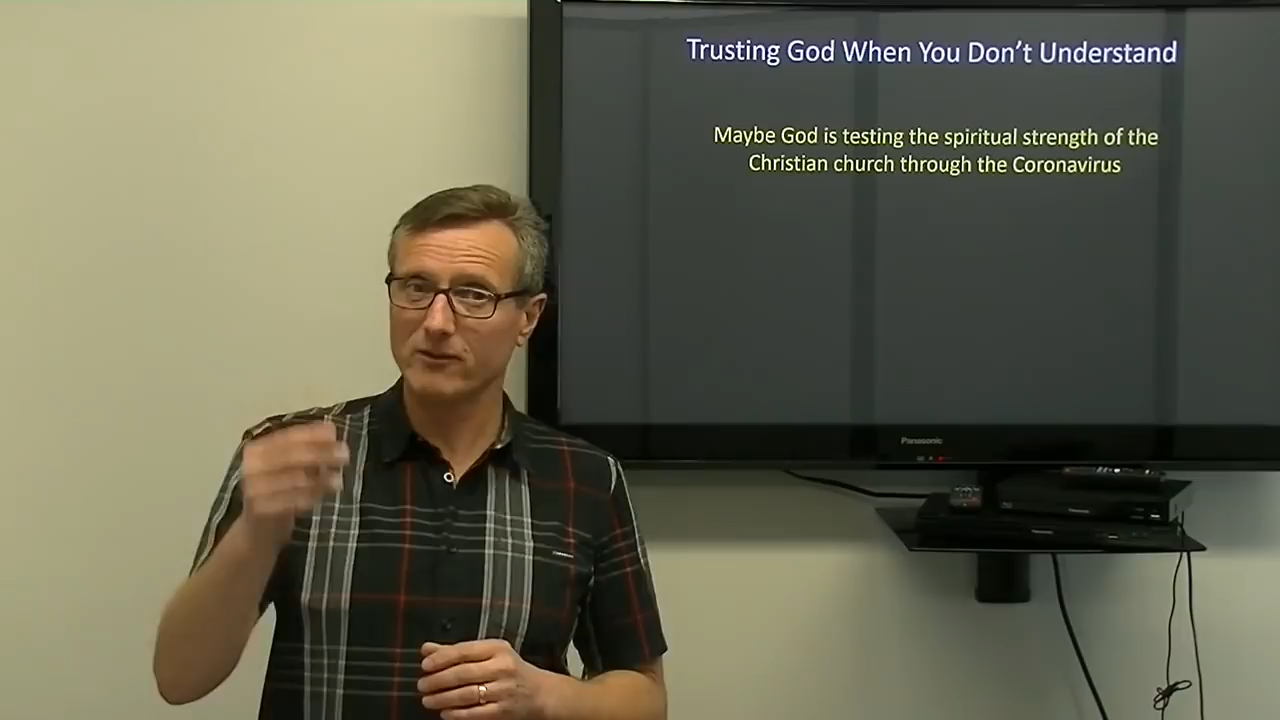 Trusting God When You Don't Understand
Maybe God is testing the spiritual strength of the
Christian church through the Coronavirus
Panasonic